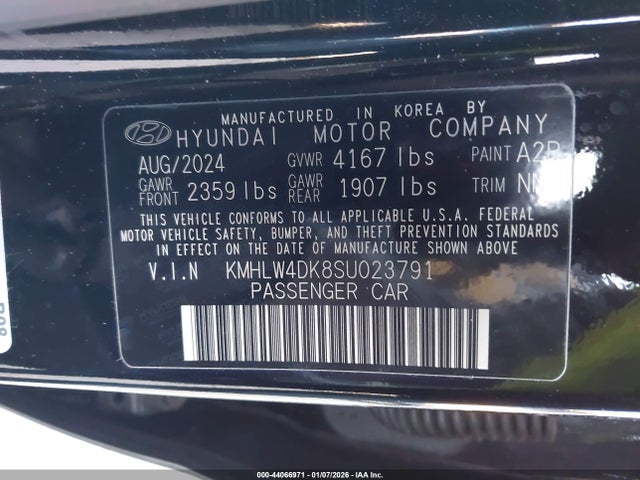 MANUFACTURED IN KOREA BY
HYUNDAI MOTOR COMPANY
AUG/2024 GVWR 4167 lbs PAINT A2B
GAWR FRONT 2359 lbs GAWR REAR 1907 lbs TRIM NN
THIS VEHICLE CONFORMS TO ALL APPLICABLE U.S.A. FEDERAL
MOTOR VEHICLE SAFETY, BUMPER, AND THEFT PREVENTION STANDARDS
IN EFFECT ON THE DATE OF MANUFACTURE SHOWN ABOVE
V.I.N KMHLW4DK8SU023791
PASSENGER CAR
000-44066971 - 01/07/2026 - IAA Inc.